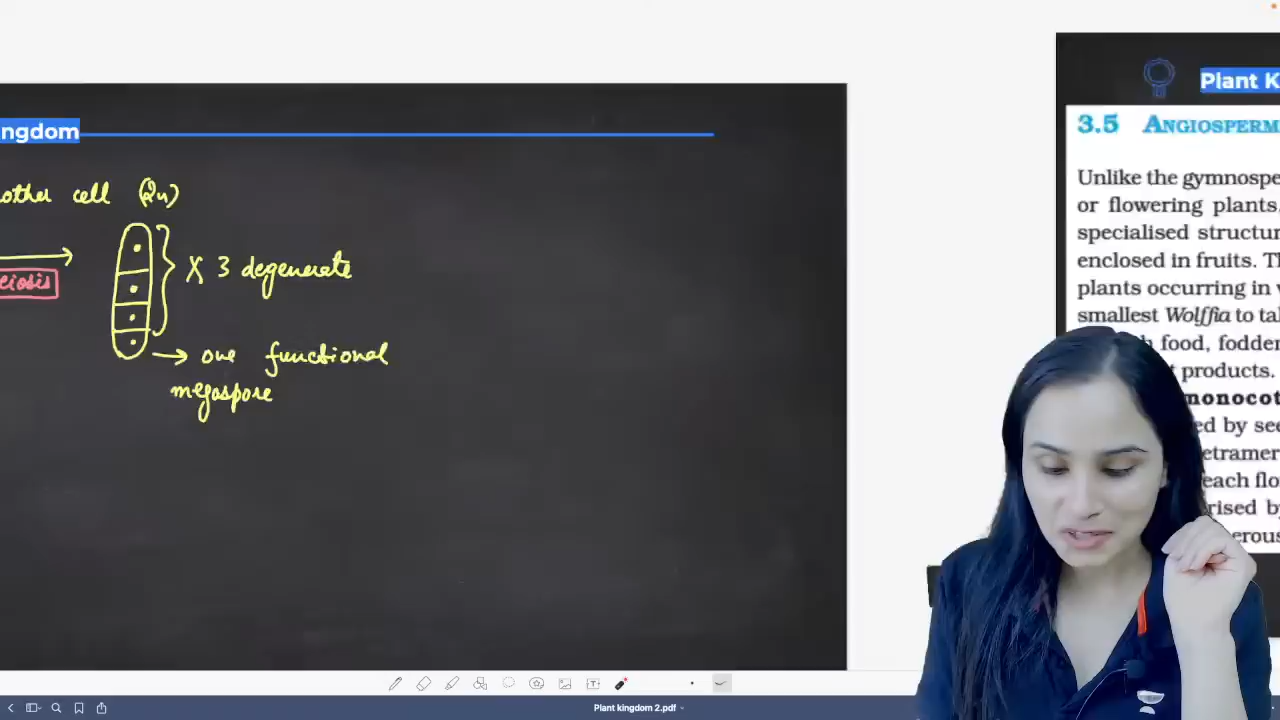 ngdom
other cell (2n)
eiosis
X 3 degenerate
→ one functional
megaspore
Plant K
3.5 ANGIOSPERM
Unlike the gymnospe
or flowering plants,
specialised structur
enclosed in fruits. Th
plants occurring in v
smallest Wolffia to tal
h food, fodder
t products.
monocot
ed by see
etramer
each flo
rised by
erous
Plant kingdom 2.pdf